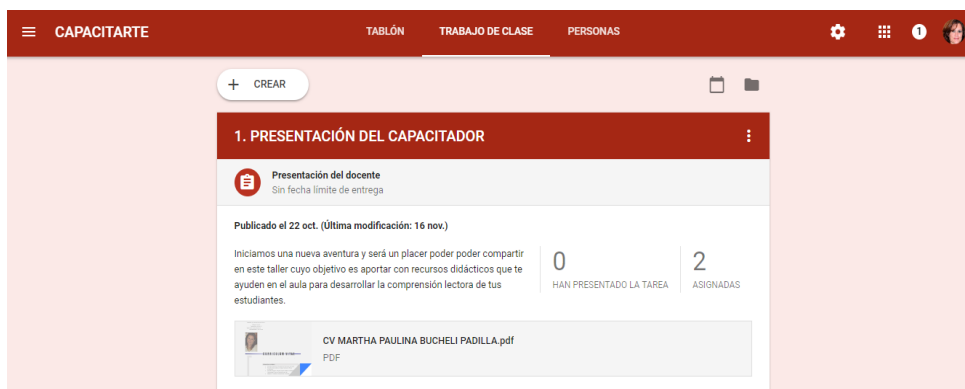 CAPACITARTE
TABLÓN
TRABAJO DE CLASE
PERSONAS
1
CREAR
1. PRESENTACIÓN DEL CAPACITADOR
Presentación del docente
Sin fecha límite de entrega
Publicado el 22 oct. (Última modificación: 16 nov.)
Iniciamos una nueva aventura y será un placer poder poder compartir
en este taller cuyo objetivo es aportar con recursos didácticos que te
ayuden en el aula para desarrollar la comprensión lectora de tus
estudiantes.
0
HAN PRESENTADO LA TAREA
2
ASIGNADAS
CV MARTHA PAULINA BUCHELI PADILLA.pdf
PDF